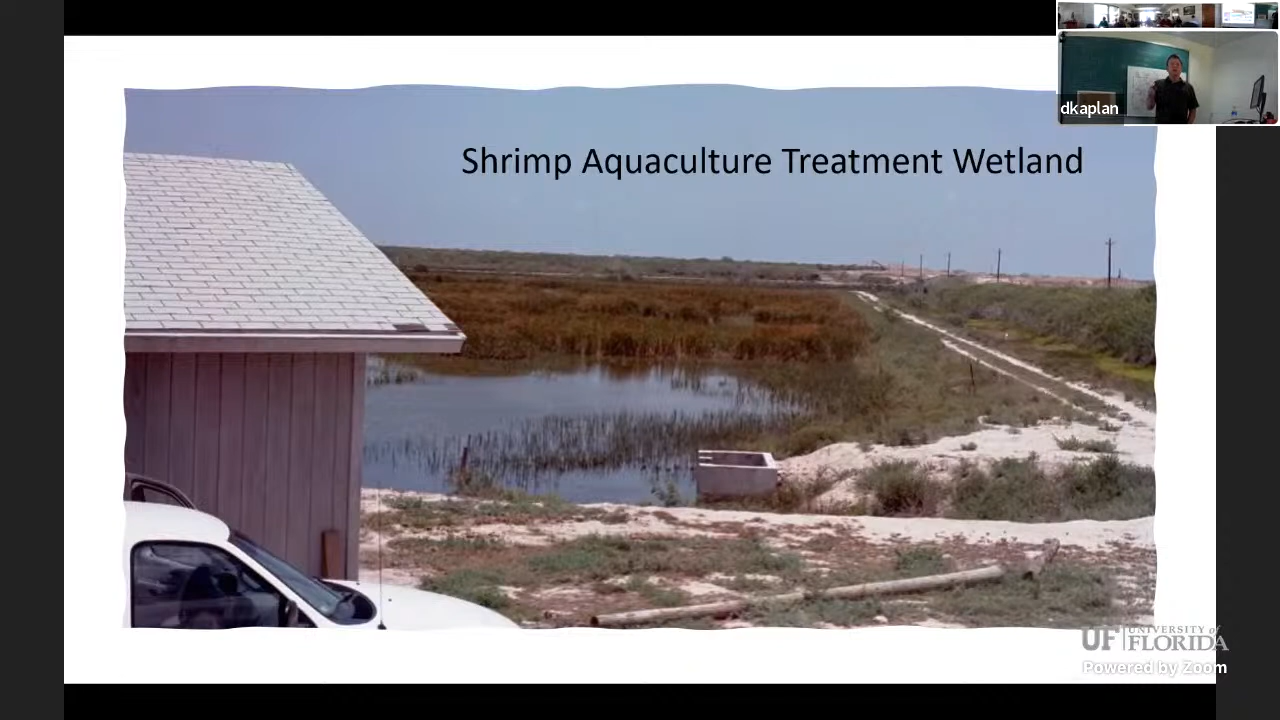 dkaplan
Shrimp Aquaculture Treatment Wetland
UF UNIVERSITY of
FLORIDA
Powered by Zoom